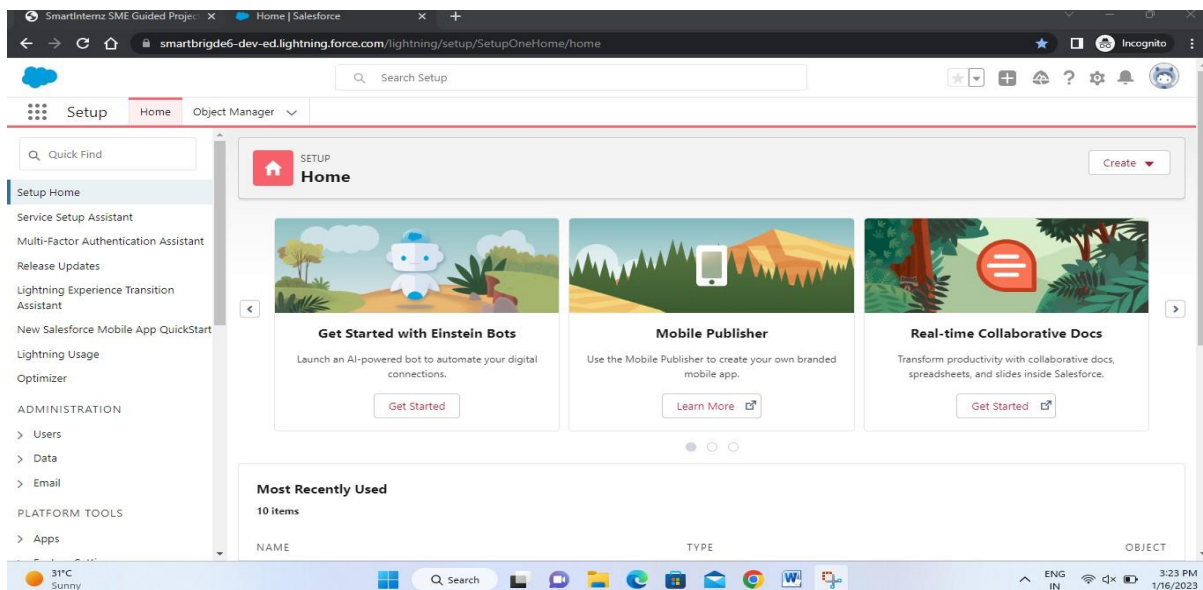 SmartInternz SME Guided Projec
Home | Salesforce
smartbrigde6-dev-ed.lightning.force.com/lightning/setup/SetupOneHome/home
Incognito
Search Setup
Setup
Home
Object Manager
Quick Find
Setup Home
Service Setup Assistant
Multi-Factor Authentication Assistant
Release Updates
Lightning Experience Transition
Assistant
New Salesforce Mobile App QuickStart
Lightning Usage
Optimizer
ADMINISTRATION
Users
Data
Email
PLATFORM TOOLS
Apps
SETUP
Home
Create
Get Started with Einstein Bots
Launch an AI-powered bot to automate your digital
connections.
Get Started
Mobile Publisher
Use the Mobile Publisher to create your own branded
mobile app.
Learn More
Real-time Collaborative Docs
Transform productivity with collaborative docs,
spreadsheets, and slides inside Salesforce.
Get Started
Most Recently Used
10 items
NAME TYPE OBJECT
31°C
Sunny
Search
ENG
IN
3:23 PM
1/16/2023